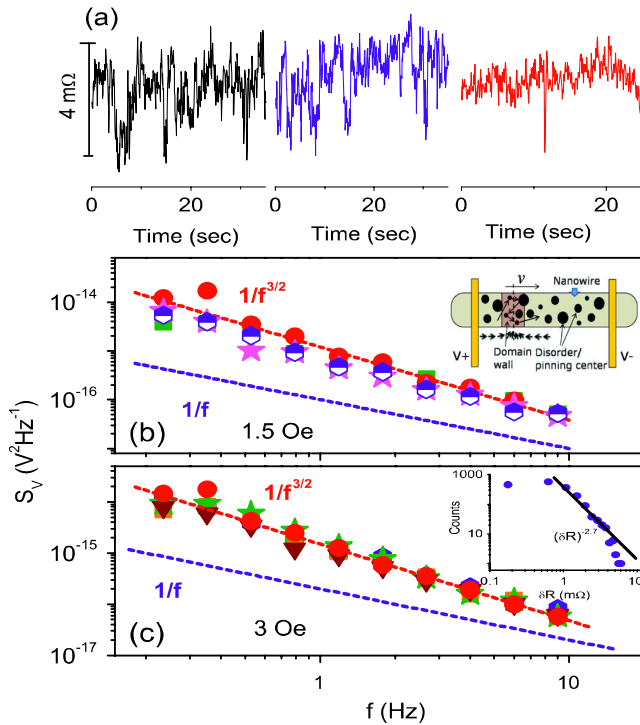 (a)
4 mΩ
0 20
0 20
0 20
Time (sec) Time (sec) Time (sec)
10⁻¹⁴
10⁻¹⁶
1/f^3/2
1/f
(b)
1.5 Oe
v
Nanowire
V+
V-
Domain
wall
Disorder/
pinning center
S_V (V²Hz⁻¹)
10⁻¹⁵
10⁻¹⁷
1/f^3/2
1/f
(c)
3 Oe
Counts
1000
10
(δR)^-2.7
0.1 1 10
δR (mΩ)
1 10
f (Hz)